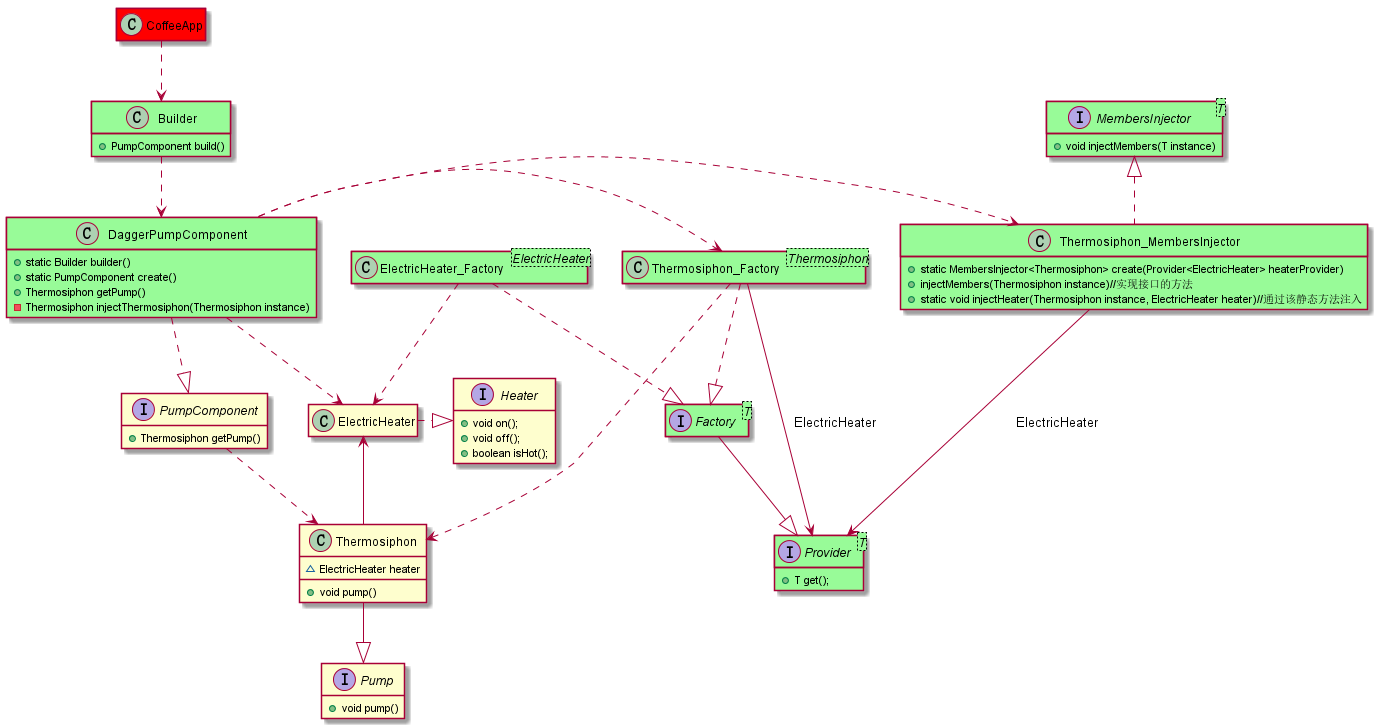 C CoffeeApp
C Builder
PumpComponent build()
I MembersInjector T
void injectMembers(T instance)
C DaggerPumpComponent
static Builder builder()
static PumpComponent create()
Thermosiphon getPump()
Thermosiphon injectThermosiphon(Thermosiphon instance)
C ElectricHeater_Factory ElectricHeater
C Thermosiphon_Factory Thermosiphon
C Thermosiphon_MembersInjector
static MembersInjector<Thermosiphon> create(Provider<ElectricHeater> heaterProvider)
injectMembers(Thermosiphon instance)//实现接口的方法
static void injectHeater(Thermosiphon instance, ElectricHeater heater)//通过该静态方法注入
I PumpComponent
Thermosiphon getPump()
C ElectricHeater
I Heater
void on();
void off();
boolean isHot();
I Factory T
ElectricHeater
ElectricHeater
C Thermosiphon
ElectricHeater heater
void pump()
I Provider T
T get();
I Pump
void pump()